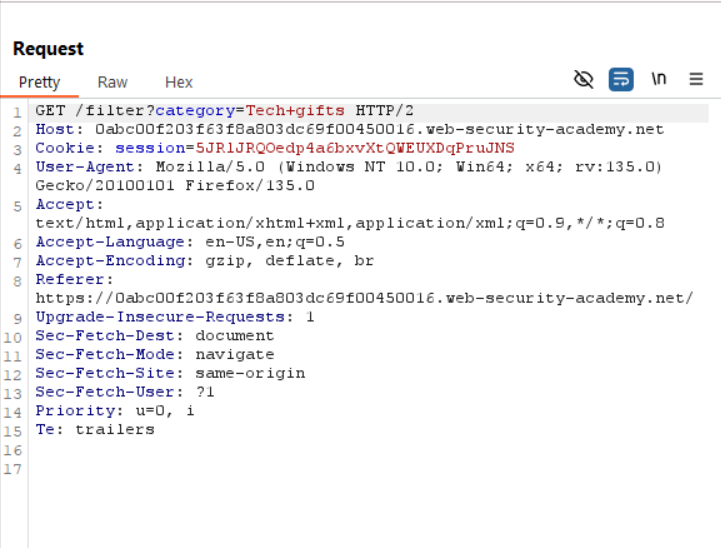 Request
Pretty Raw Hex \n
1 GET /filter?category=Tech+gifts HTTP/2
2 Host: 0abc00f203f63f8a803dc69f00450016.web-security-academy.net
3 Cookie: session=5JRlJRQOedp4a6bxvXtQWEUXDqPruJNS
4 User-Agent: Mozilla/5.0 (Windows NT 10.0; Win64; x64; rv:135.0)
Gecko/20100101 Firefox/135.0
5 Accept:
text/html,application/xhtml+xml,application/xml;q=0.9,*/*;q=0.8
6 Accept-Language: en-US,en;q=0.5
7 Accept-Encoding: gzip, deflate, br
8 Referer:
https://0abc00f203f63f8a803dc69f00450016.web-security-academy.net/
9 Upgrade-Insecure-Requests: 1
10 Sec-Fetch-Dest: document
11 Sec-Fetch-Mode: navigate
12 Sec-Fetch-Site: same-origin
13 Sec-Fetch-User: ?1
14 Priority: u=0, i
15 Te: trailers
16
17